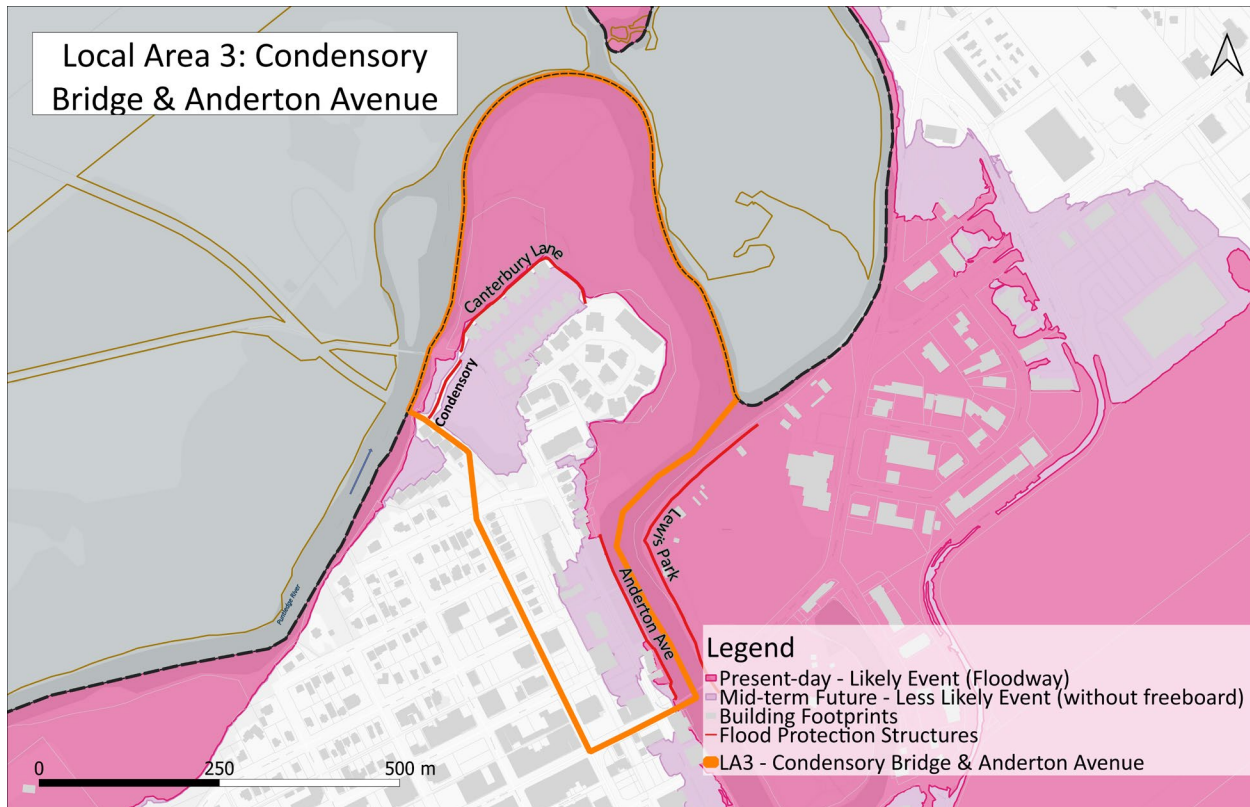 Local Area 3: Condensory
Bridge & Anderton Avenue
Canterbury Lane
Condensory
Lewis Park
Anderton Ave
Puntledge River
Legend
Present-day - Likely Event (Floodway)
Mid-term Future - Less Likely Event (without freeboard)
Building Footprints
Flood Protection Structures
LA3 - Condensory Bridge & Anderton Avenue
0 250 500 m